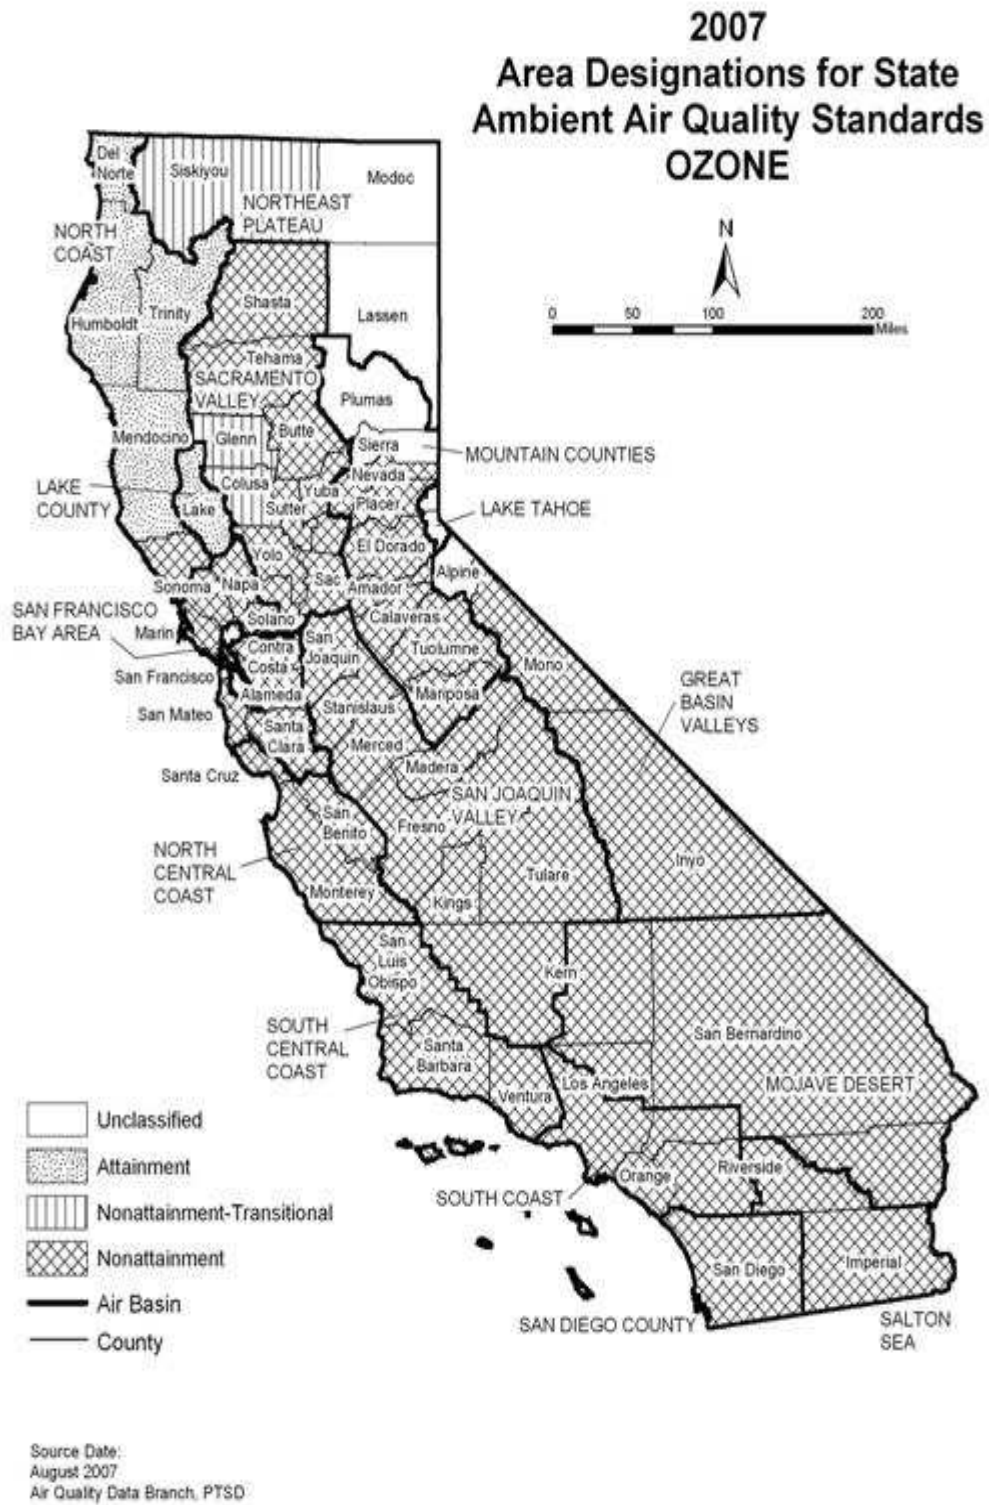 2007
Area Designations for State
Ambient Air Quality Standards
OZONE
N
0 50 100 200
Miles
Del
Norte
Siskiyou
Modoc
NORTHEAST
PLATEAU
NORTH
COAST
Shasta
Trinity
Humboldt
Lassen
Tehama
SACRAMENTO
VALLEY
Plumas
Butte
Glenn
Mendocino
Sierra
MOUNTAIN COUNTIES
Nevada
Colusa
Yuba
LAKE
COUNTY
Lake
Sutter
Placer
LAKE TAHOE
Yolo
El Dorado
Alpine
Sonoma
Napa
Sac
Amador
SAN FRANCISCO
BAY AREA
Solano
Calaveras
Marin
Contra
Costa
San
Joaquin
Tuolumne
Mono
San Francisco
Alameda
Stanislaus
Mariposa
GREAT
BASIN
VALLEYS
San Mateo
Santa
Clara
Merced
Madera
Santa Cruz
SAN JOAQUIN
VALLEY
San
Benito
Fresno
NORTH
CENTRAL
COAST
Inyo
Tulare
Monterey
Kings
San
Luis
Obispo
Kern
SOUTH
CENTRAL
COAST
San Bernardino
Santa
Barbara
Ventura
Los Angeles
MOJAVE DESERT
Unclassified
Attainment
Nonattainment-Transitional
Nonattainment
Air Basin
County
Orange
Riverside
SOUTH COAST
San Diego
Imperial
SAN DIEGO COUNTY
SALTON
SEA
Source Date:
August 2007
Air Quality Data Branch, PTSD